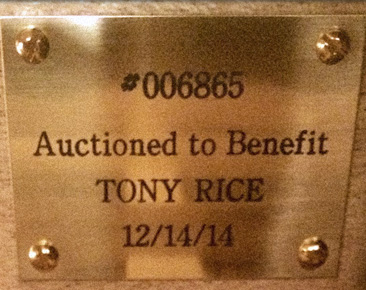 #006865
Auctioned to Benefit
TONY RICE
12/14/14